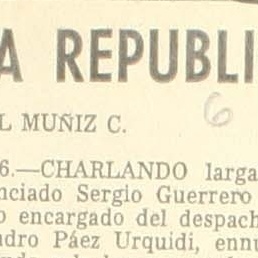 A REPUBLI
6
L MUÑIZ C.
6.—CHARLANDO larga
nciado Sergio Guerrero
o encargado del despach
dro Páez Urquidi, ennu